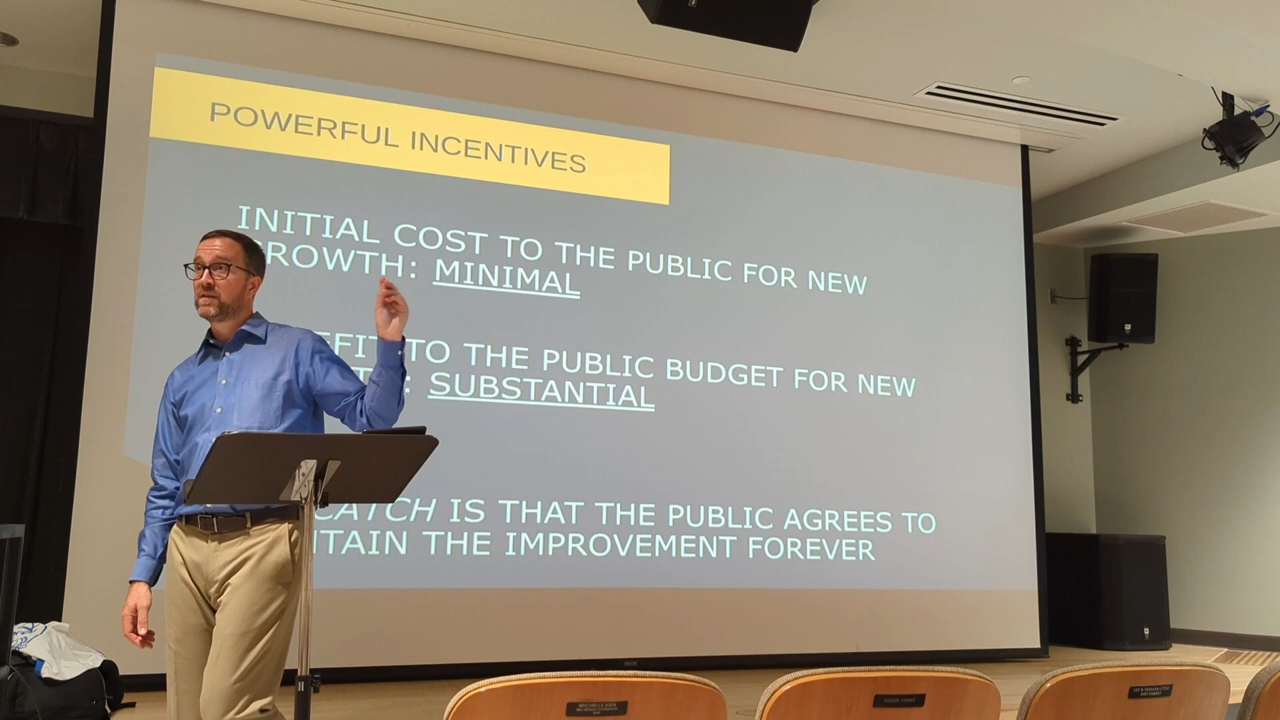 POWERFUL INCENTIVES
INITIAL COST TO THE PUBLIC FOR NEW
GROWTH: MINIMAL
TO THE PUBLIC BUDGET FOR NEW
: SUBSTANTIAL
CATCH IS THAT THE PUBLIC AGREES TO
THE IMPROVEMENT FOREVER